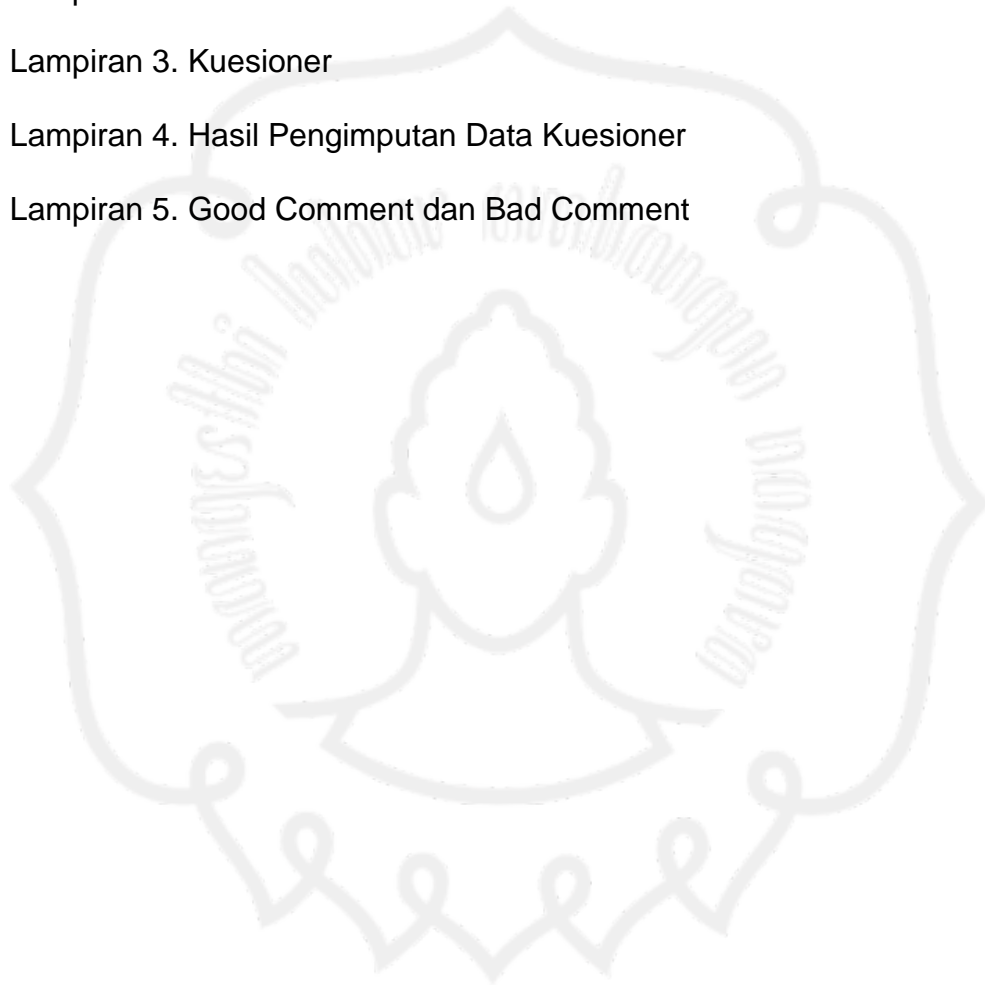 Lampiran 3. Kuesioner
Lampiran 4. Hasil Pengimputan Data Kuesioner
Lampiran 5. Good Comment dan Bad Comment